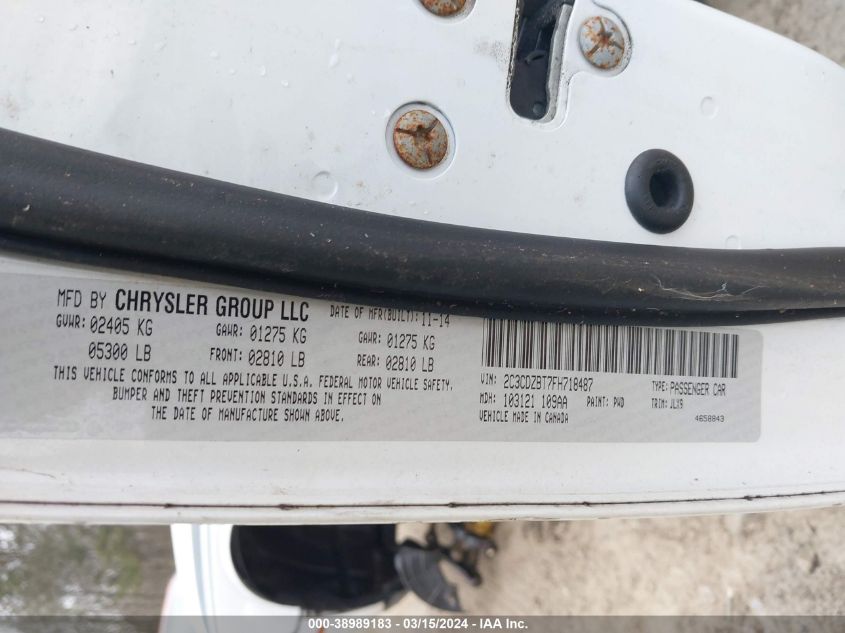 MFD BY CHRYSLER GROUP LLC DATE OF MFR(BUILT): 11-14
GVWR: 02405 KG GAWR: 01275 KG GAWR: 01275 KG
05300 LB FRONT: 02810 LB REAR: 02810 LB
THIS VEHICLE CONFORMS TO ALL APPLICABLE U.S.A. FEDERAL MOTOR VEHICLE SAFETY,
BUMPER AND THEFT PREVENTION STANDARDS IN EFFECT ON
THE DATE OF MANUFACTURE SHOWN ABOVE.
VIN: 2C3CDZBT7FH718487 TYPE: PASSENGER CAR
MDH: 103121 109AA PAINT: PWD TRIM: JLX9
VEHICLE MADE IN CANADA 4658843
000-38989183 - 03/15/2024 - IAA Inc.